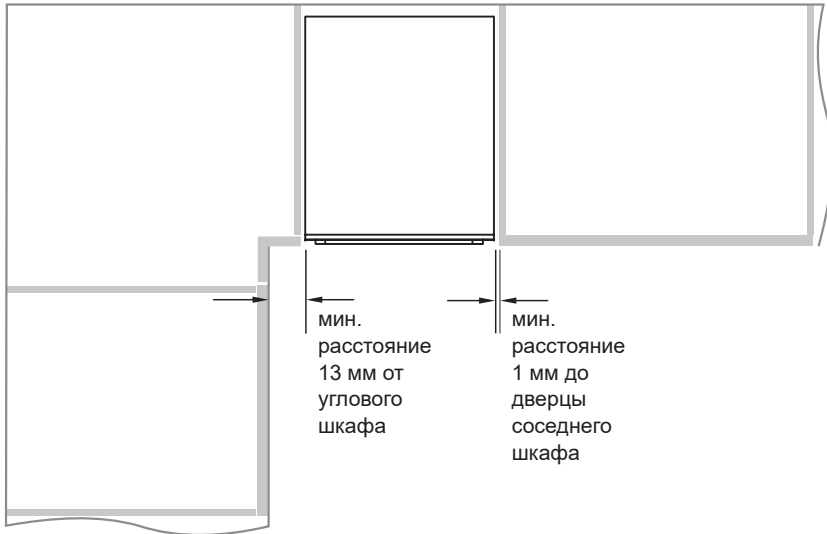 мин.
расстояние
13 мм от
углового
шкафа
мин.
расстояние
1 мм до
дверцы
соседнего
шкафа